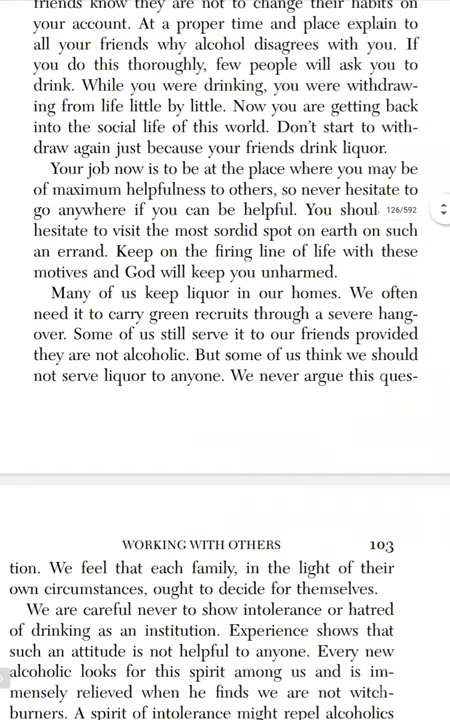 friends know they are not to change their habits on
your account. At a proper time and place explain to
all your friends why alcohol disagrees with you. If
you do this thoroughly, few people will ask you to
drink. While you were drinking, you were withdraw-
ing from life little by little. Now you are getting back
into the social life of this world. Don't start to with-
draw again just because your friends drink liquor.
Your job now is to be at the place where you may be
of maximum helpfulness to others, so never hesitate to
go anywhere if you can be helpful. You shoul 126/592
hesitate to visit the most sordid spot on earth on such
an errand. Keep on the firing line of life with these
motives and God will keep you unharmed.
Many of us keep liquor in our homes. We often
need it to carry green recruits through a severe hang-
over. Some of us still serve it to our friends provided
they are not alcoholic. But some of us think we should
not serve liquor to anyone. We never argue this ques-
WORKING WITH OTHERS 103
tion. We feel that each family, in the light of their
own circumstances, ought to decide for themselves.
We are careful never to show intolerance or hatred
of drinking as an institution. Experience shows that
such an attitude is not helpful to anyone. Every new
alcoholic looks for this spirit among us and is im-
mensely relieved when he finds we are not witch-
burners. A spirit of intolerance might repel alcoholics